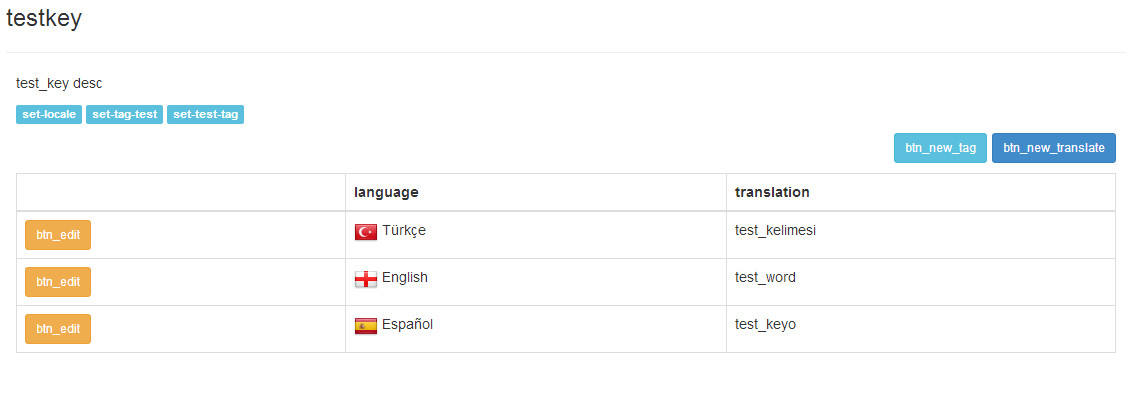 testkey
test_key desc
set-locale set-tag-test set-test-tag
btn_new_tag btn_new_translate
language translation
btn_edit Türkçe test_kelimesi
btn_edit English test_word
btn_edit Español test_keyo